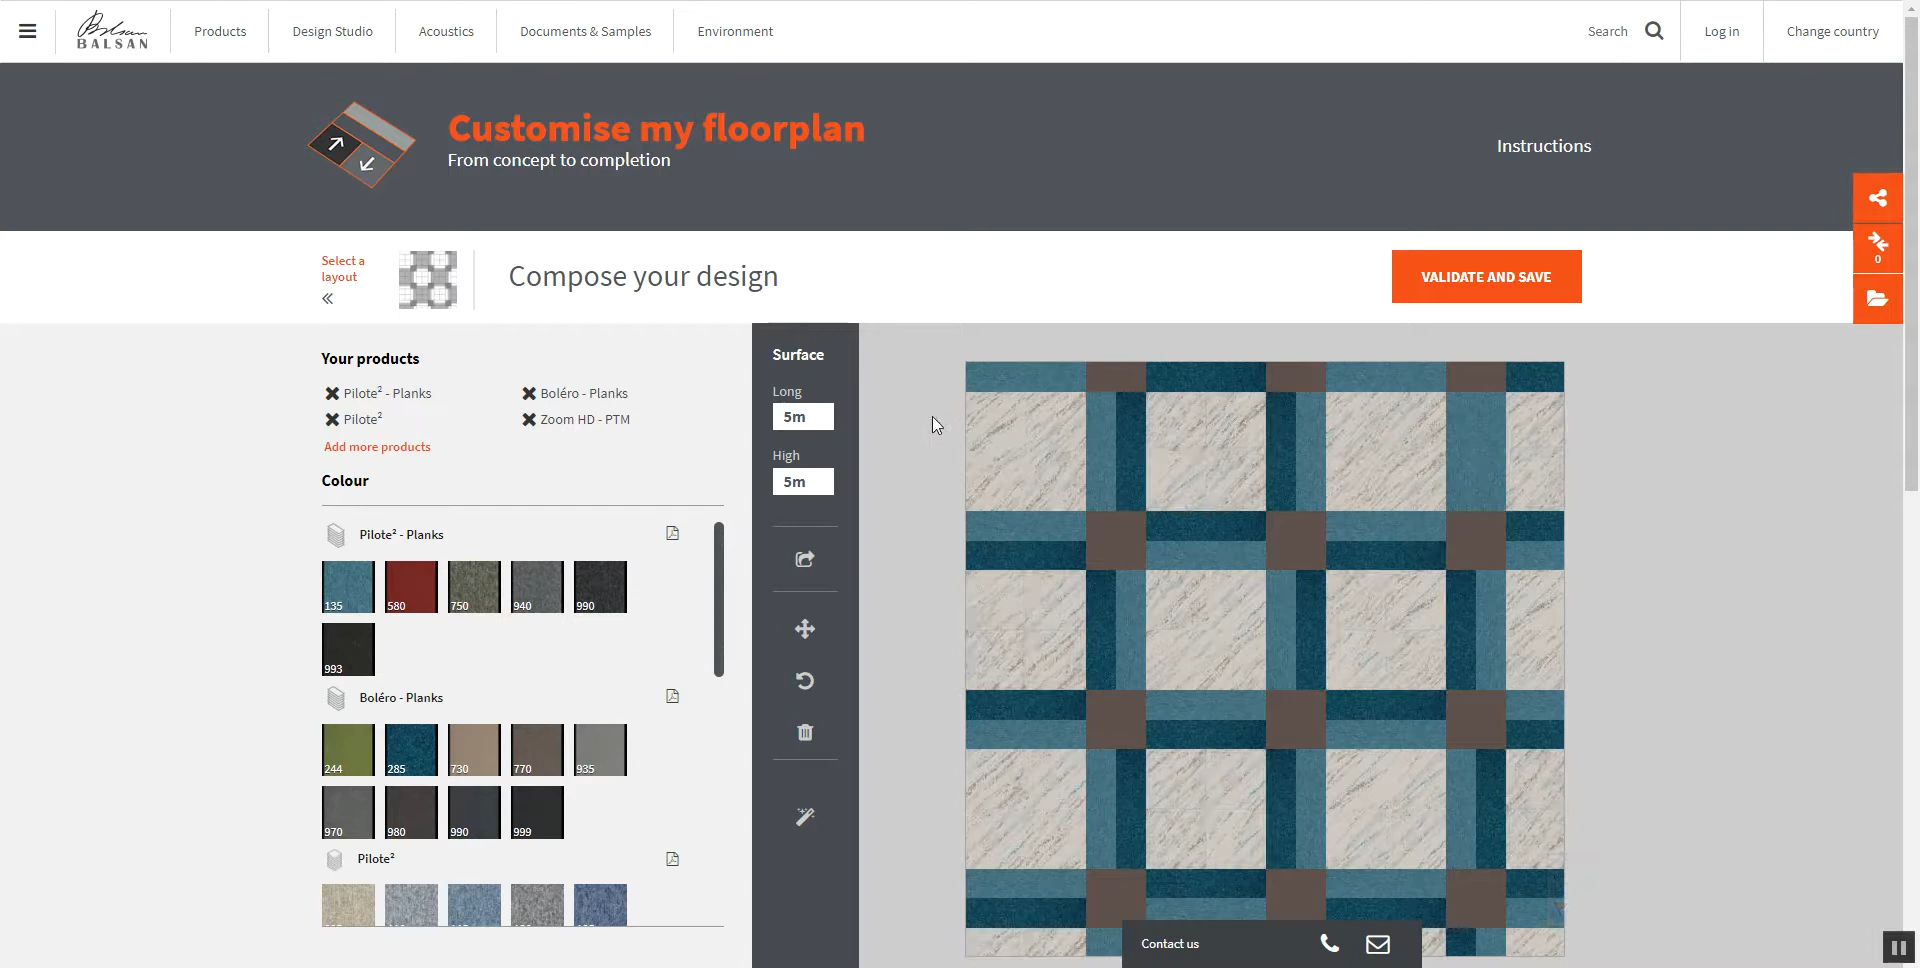 Balsan
BALSAN
Products
Design Studio
Acoustics
Documents & Samples
Environment
Search
Log in
Change country
Customise my floorplan
From concept to completion
Instructions
0
Select a
layout
Compose your design
VALIDATE AND SAVE
Your products
Pilote² - Planks
Boléro - Planks
Pilote²
Zoom HD - PTM
Add more products
Colour
Pilote² - Planks
135 580 750 940 990
993
Boléro - Planks
244 285 730 770 935
970 980 990 999
Pilote²
Surface
Long
5m
High
5m
Contact us